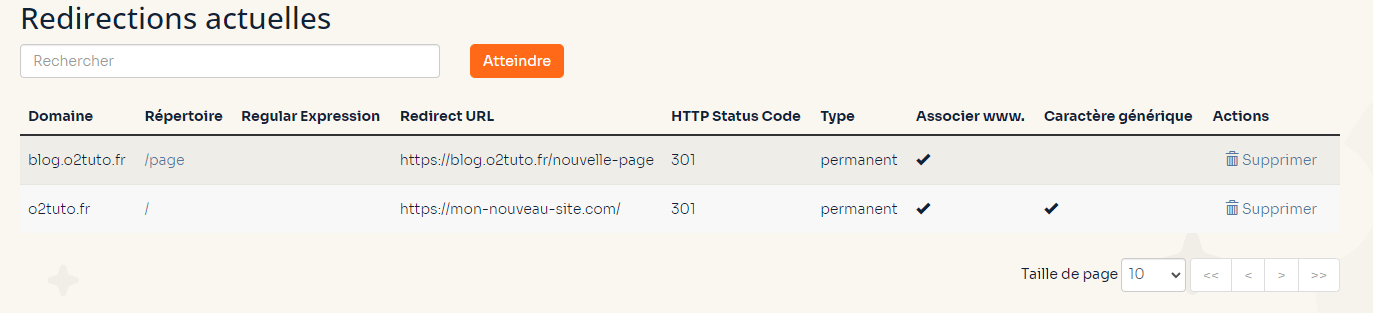 Redirections actuelles
Rechercher Atteindre
Domaine Répertoire Regular Expression Redirect URL HTTP Status Code Type Associer www. Caractère générique Actions
blog.o2tuto.fr /page https://blog.o2tuto.fr/nouvelle-page 301 permanent ✔ Supprimer
o2tuto.fr / https://mon-nouveau-site.com/ 301 permanent ✔ ✔ Supprimer
Taille de page 10 << < > >>